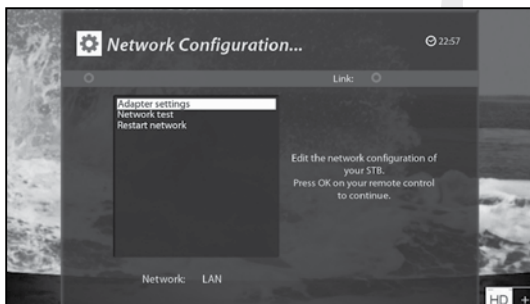 Network Configuration...
22:57
Link:
Adapter settings
Network test
Restart network
Edit the network configuration of
your STB.
Press OK on your remote control
to continue.
Network: LAN
HD